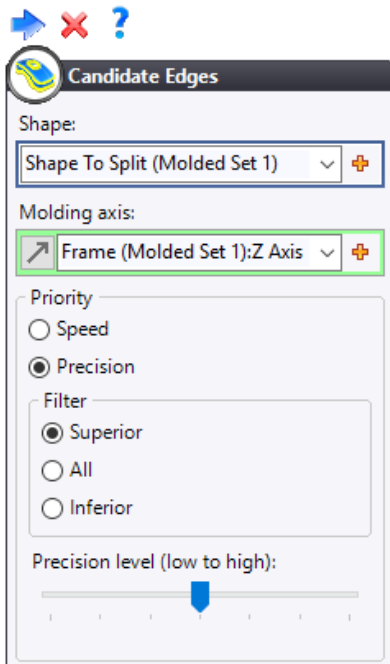 ?
Candidate Edges
Shape:
Shape To Split (Molded Set 1)
Molding axis:
Frame (Molded Set 1):Z Axis
Priority
Speed
Precision
Filter
Superior
All
Inferior
Precision level (low to high):